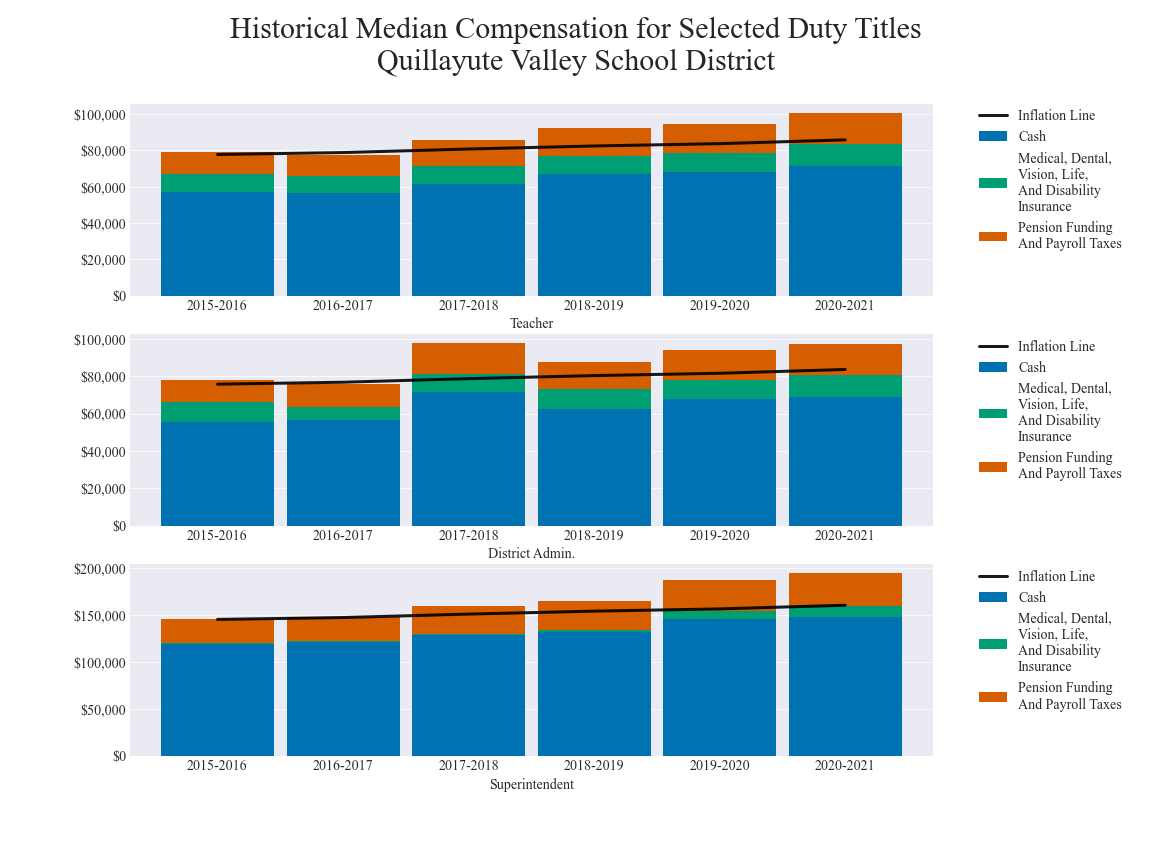 Historical Median Compensation for Selected Duty Titles
Quillayute Valley School District
$100,000
$80,000
$60,000
$40,000
$20,000
$0
2015-2016 2016-2017 2017-2018 2018-2019 2019-2020 2020-2021
Teacher
Inflation Line
Cash
Medical, Dental,
Vision, Life,
And Disability
Insurance
Pension Funding
And Payroll Taxes
$100,000
$80,000
$60,000
$40,000
$20,000
$0
2015-2016 2016-2017 2017-2018 2018-2019 2019-2020 2020-2021
District Admin.
Inflation Line
Cash
Medical, Dental,
Vision, Life,
And Disability
Insurance
Pension Funding
And Payroll Taxes
$200,000
$150,000
$100,000
$50,000
$0
2015-2016 2016-2017 2017-2018 2018-2019 2019-2020 2020-2021
Superintendent
Inflation Line
Cash
Medical, Dental,
Vision, Life,
And Disability
Insurance
Pension Funding
And Payroll Taxes